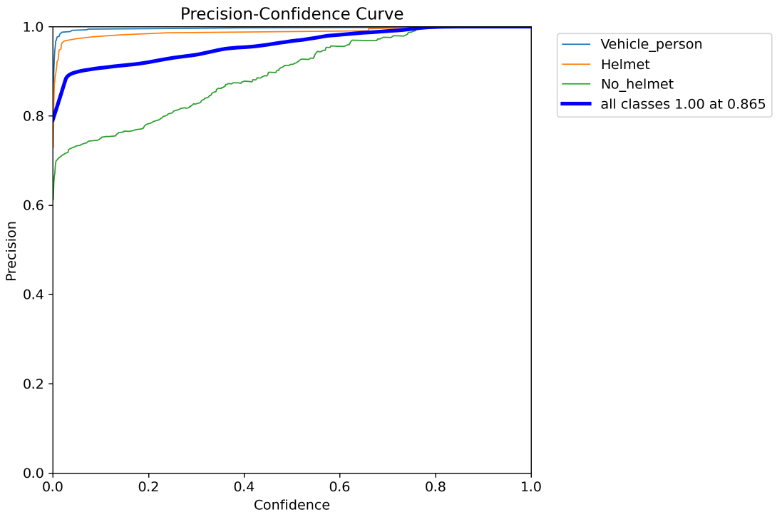 Precision-Confidence Curve
1.0
0.8
0.6
0.4
0.2
0.0
Precision
0.0 0.2 0.4 0.6 0.8 1.0
Confidence
Vehicle_person
Helmet
No_helmet
all classes 1.00 at 0.865